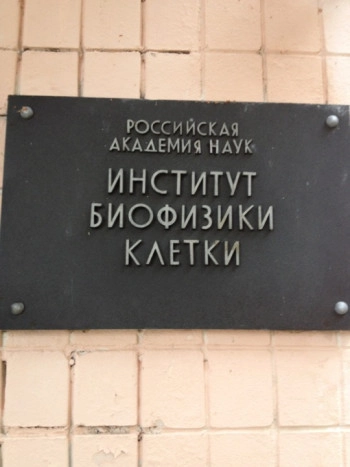 РОССИЙСКАЯ
АКАДЕМИЯ НАУК
ИНСТИТУТ
БИОФИЗИКИ
КЛЕТКИ